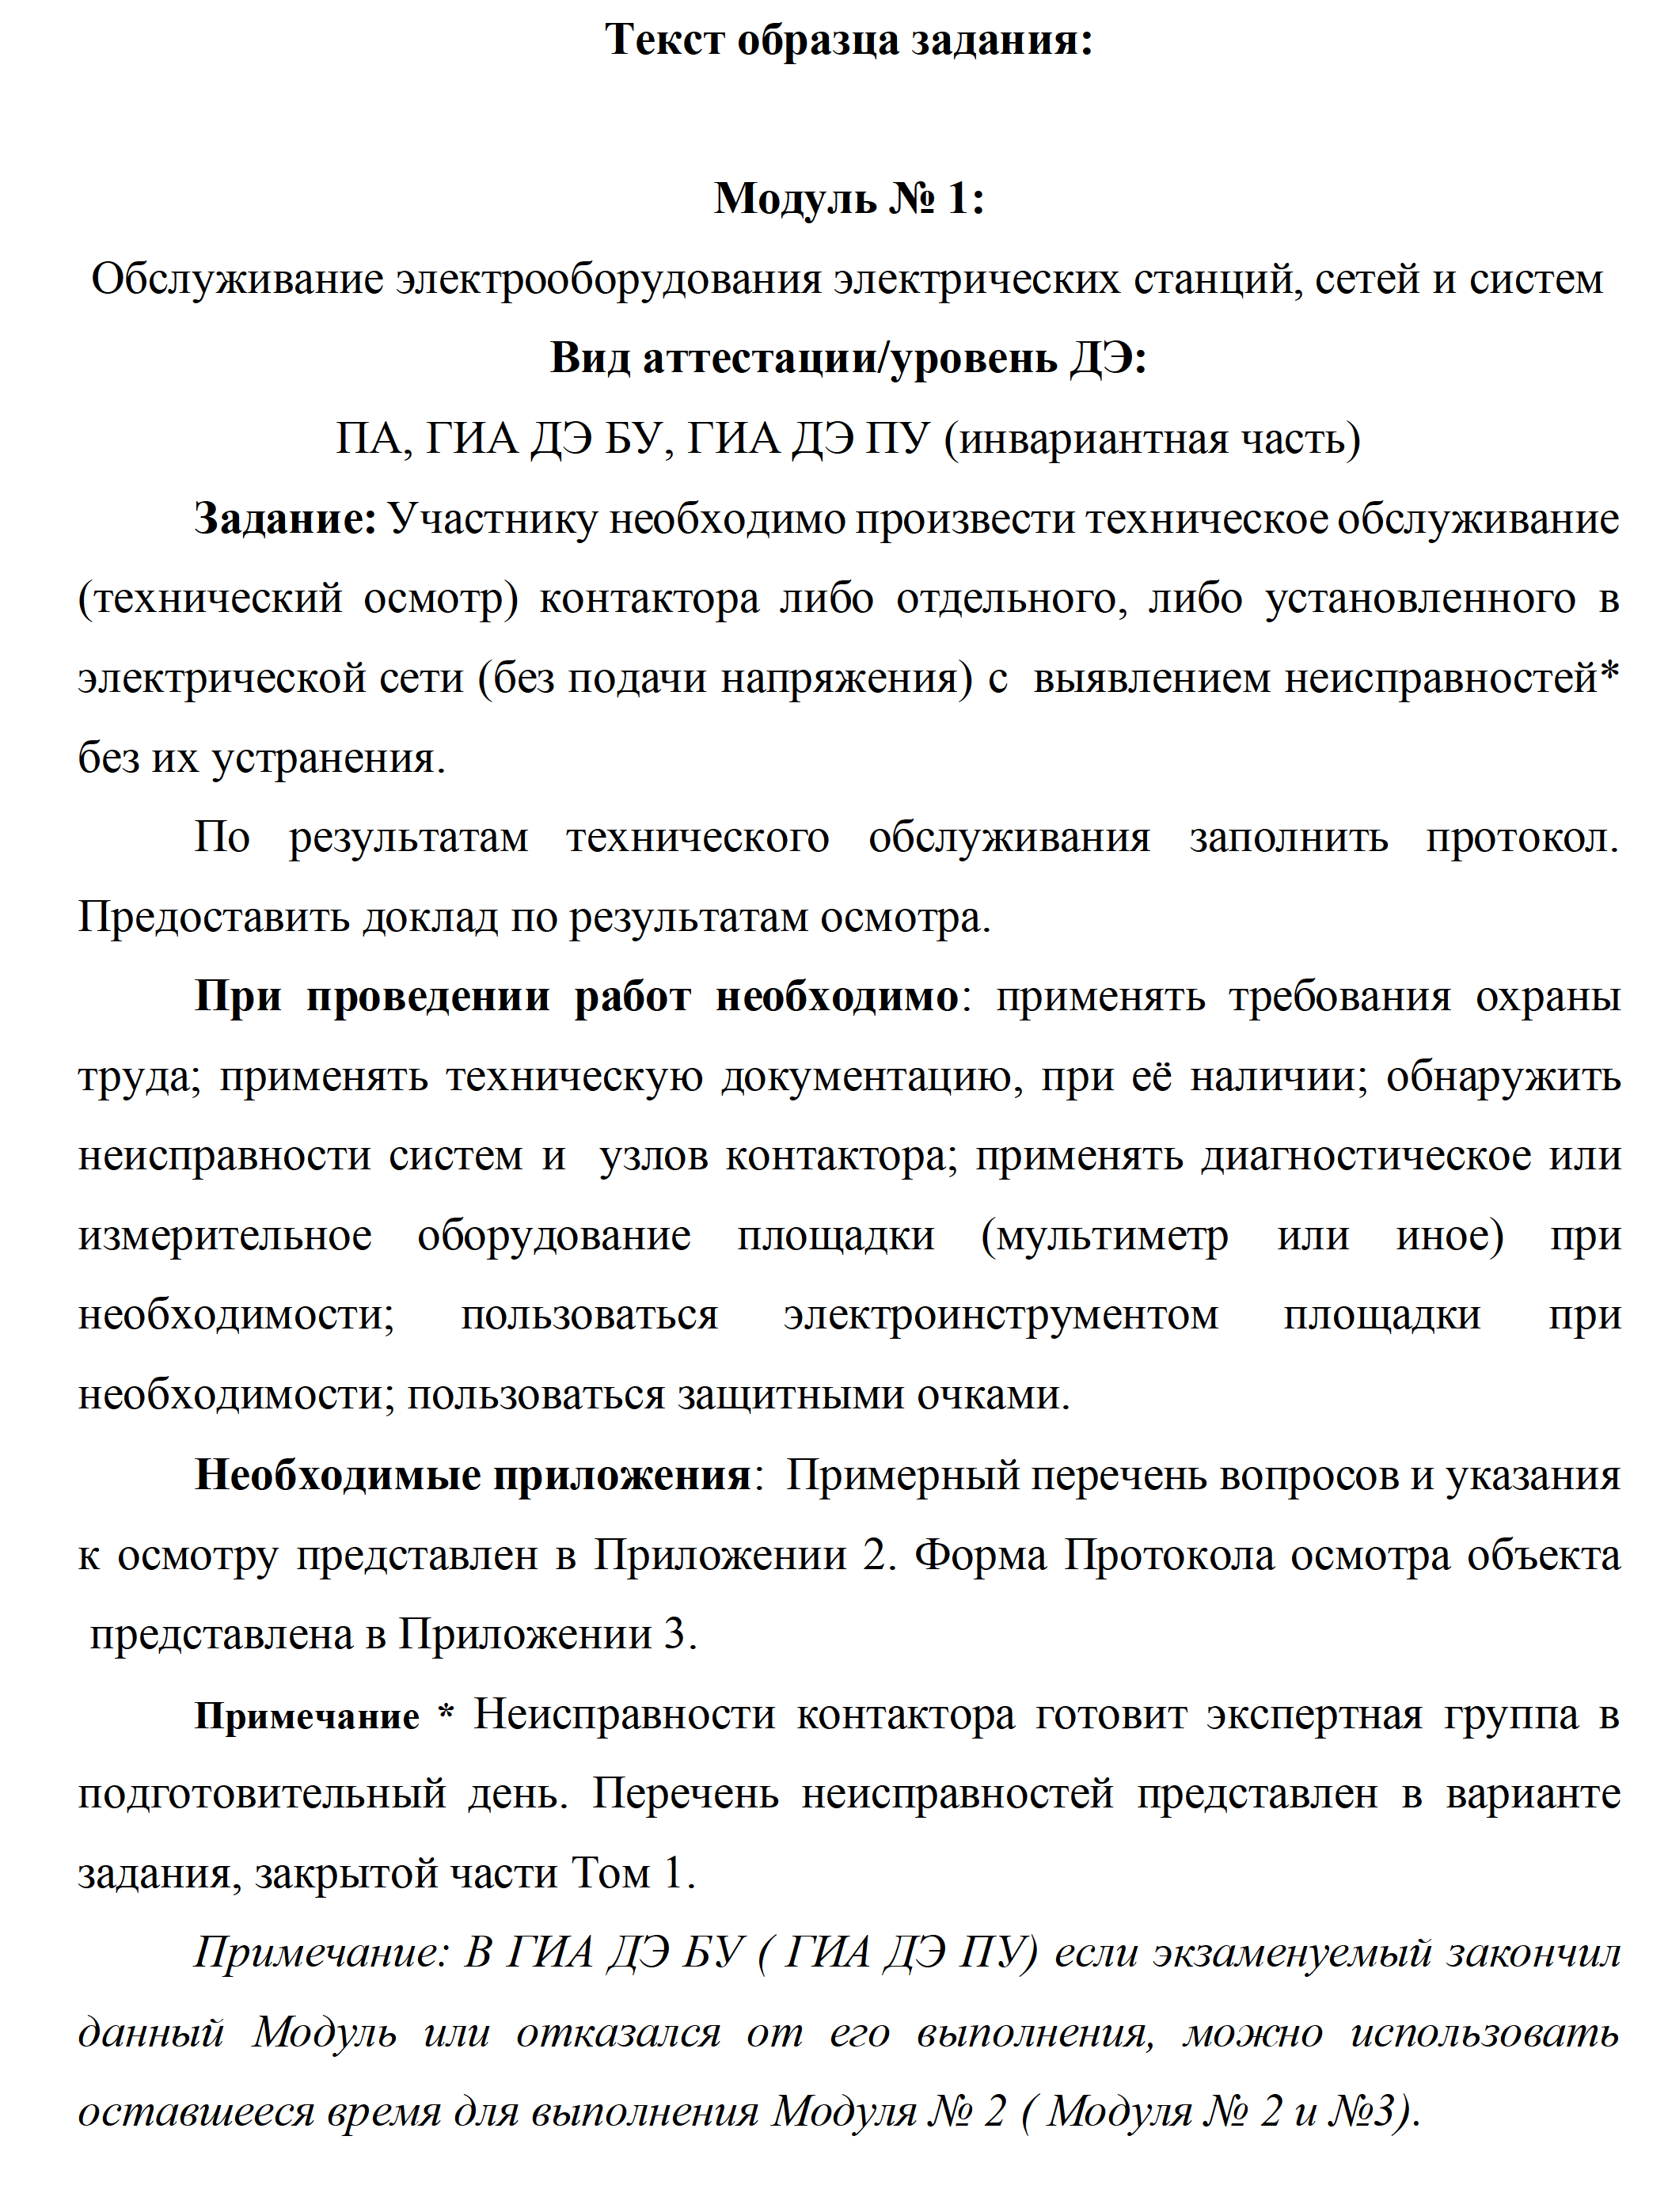 Текст образца задания:
Модуль № 1:
Обслуживание электрооборудования электрических станций, сетей и систем
Вид аттестации/уровень ДЭ:
ПА, ГИА ДЭ БУ, ГИА ДЭ ПУ (инвариантная часть)
Задание: Участнику необходимо произвести техническое обслуживание
(технический осмотр) контактора либо отдельного, либо установленного в
электрической сети (без подачи напряжения) с выявлением неисправностей*
без их устранения.
По результатам технического обслуживания заполнить протокол.
Предоставить доклад по результатам осмотра.
При проведении работ необходимо: применять требования охраны
труда; применять техническую документацию, при её наличии; обнаружить
неисправности систем и узлов контактора; применять диагностическое или
измерительное оборудование площадки (мультиметр или иное) при
необходимости; пользоваться электроинструментом площадки при
необходимости; пользоваться защитными очками.
Необходимые приложения: Примерный перечень вопросов и указания
к осмотру представлен в Приложении 2. Форма Протокола осмотра объекта
представлена в Приложении 3.
Примечание * Неисправности контактора готовит экспертная группа в
подготовительный день. Перечень неисправностей представлен в варианте
задания, закрытой части Том 1.
Примечание: В ГИА ДЭ БУ ( ГИА ДЭ ПУ) если экзаменуемый закончил
данный Модуль или отказался от его выполнения, можно использовать
оставшееся время для выполнения Модуля № 2 ( Модуля № 2 и №3).